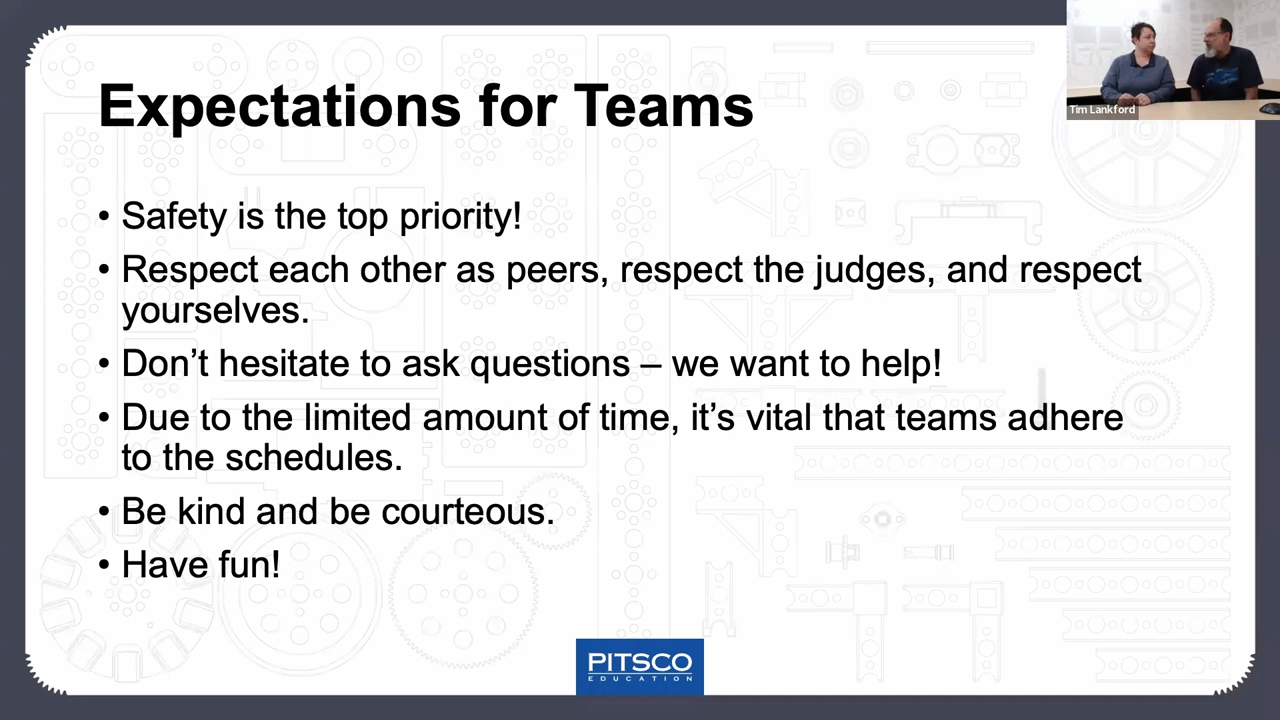 Expectations for Teams
Tim Lankford
• Safety is the top priority!
• Respect each other as peers, respect the judges, and respect
yourselves.
• Don’t hesitate to ask questions – we want to help!
• Due to the limited amount of time, it’s vital that teams adhere
to the schedules.
• Be kind and be courteous.
• Have fun!
PITSCO
EDUCATION